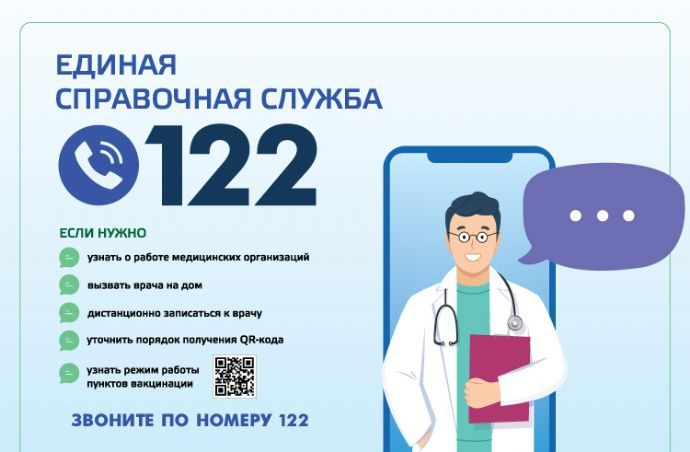 ЕДИНАЯ
СПРАВОЧНАЯ СЛУЖБА
122
ЕСЛИ НУЖНО
узнать о работе медицинских организаций
вызвать врача на дом
дистанционно записаться к врачу
уточнить порядок получения QR-кода
узнать режим работы
пунктов вакцинации
ЗВОНИТЕ ПО НОМЕРУ 122